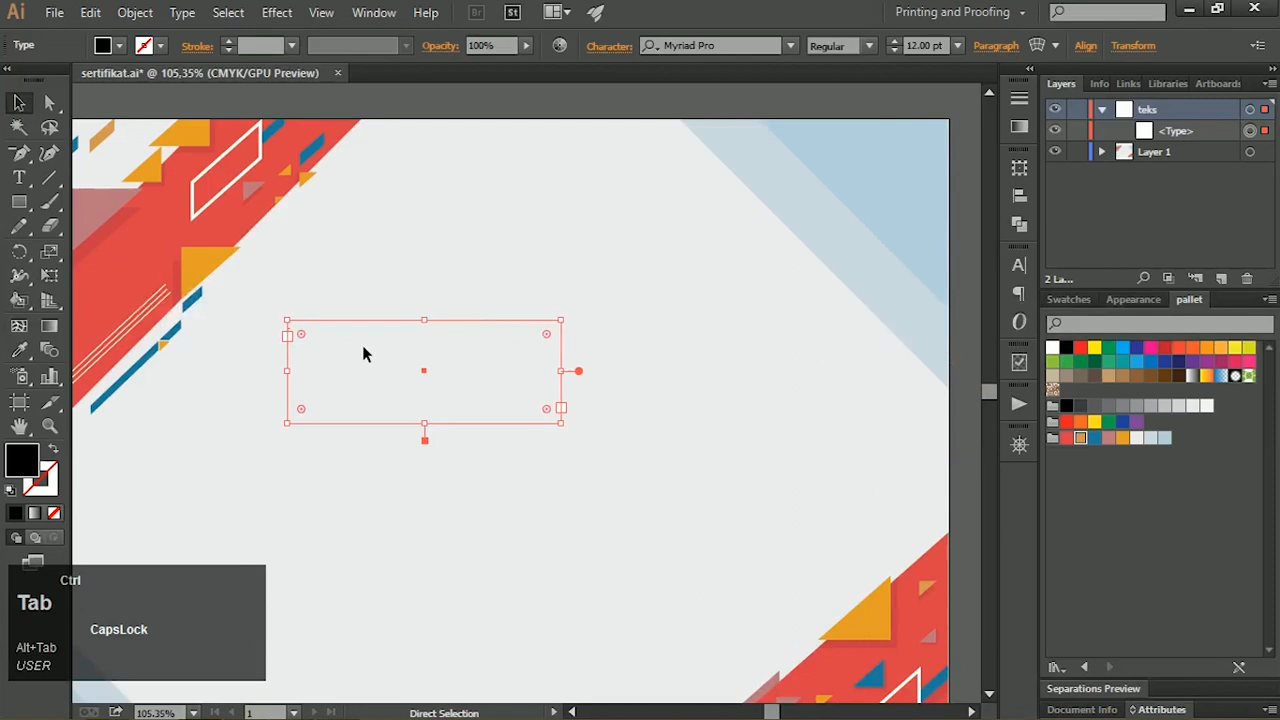 Ai File Edit Object Type Select Effect View Window Help Br St Printing and Proofing
Type Stroke: Opacity: 100% Character: Myriad Pro Regular 12.00 pt Paragraph Align Transform
sertifikat.ai* @ 105,35% (CMYK/GPU Preview) ×
Layers Info Links Libraries Artboards
teks
<Type>
Layer 1
2 La...
Swatches Appearance pallet
Ctrl
Tab
CapsLock
Alt+Tab
USER
Separations Preview
Document Info Attributes
105.35% 1 Direct Selection